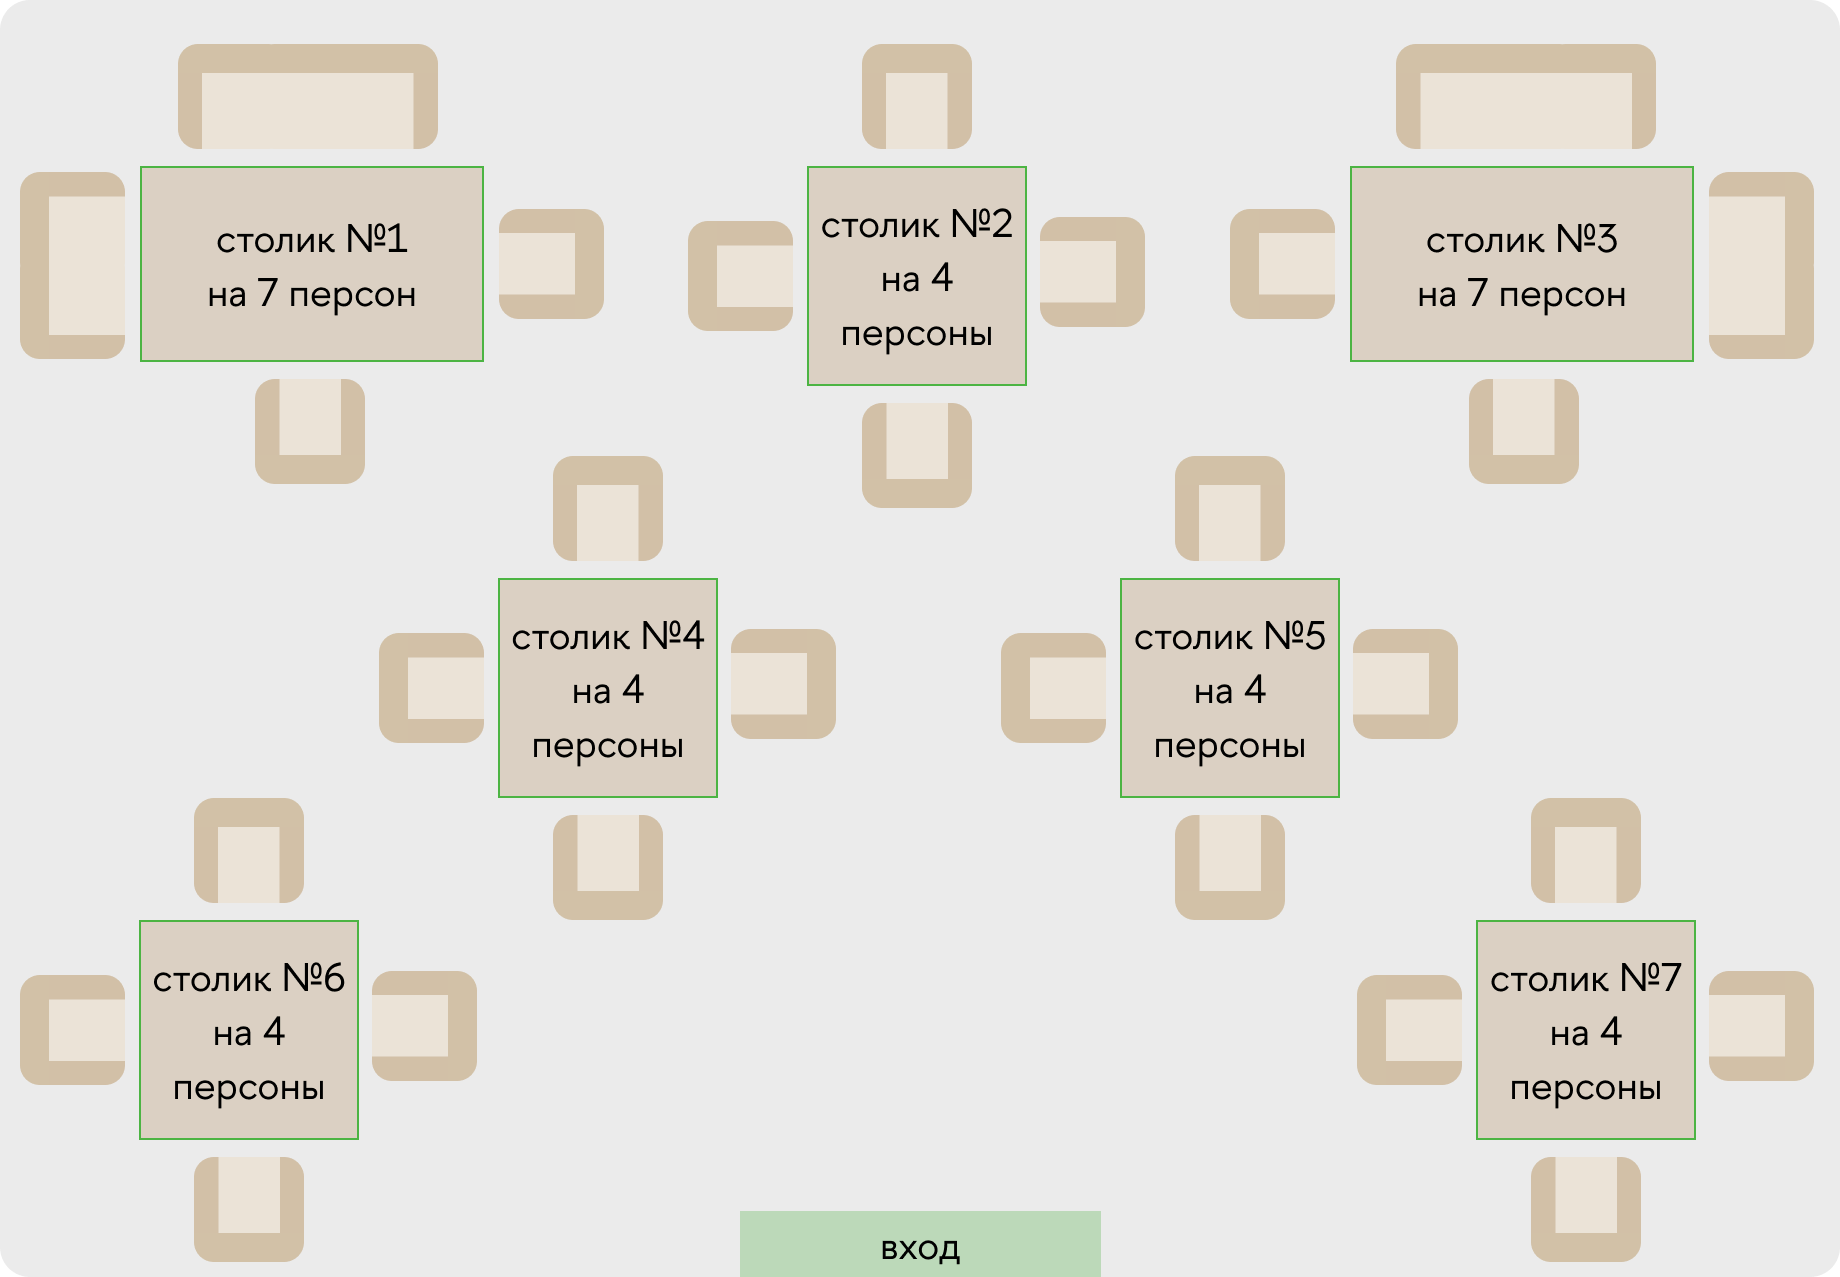 столик №1
на 7 персон
столик №2
на 4
персоны
столик №3
на 7 персон
столик №4
на 4
персоны
столик №5
на 4
персоны
столик №6
на 4
персоны
столик №7
на 4
персоны
вход